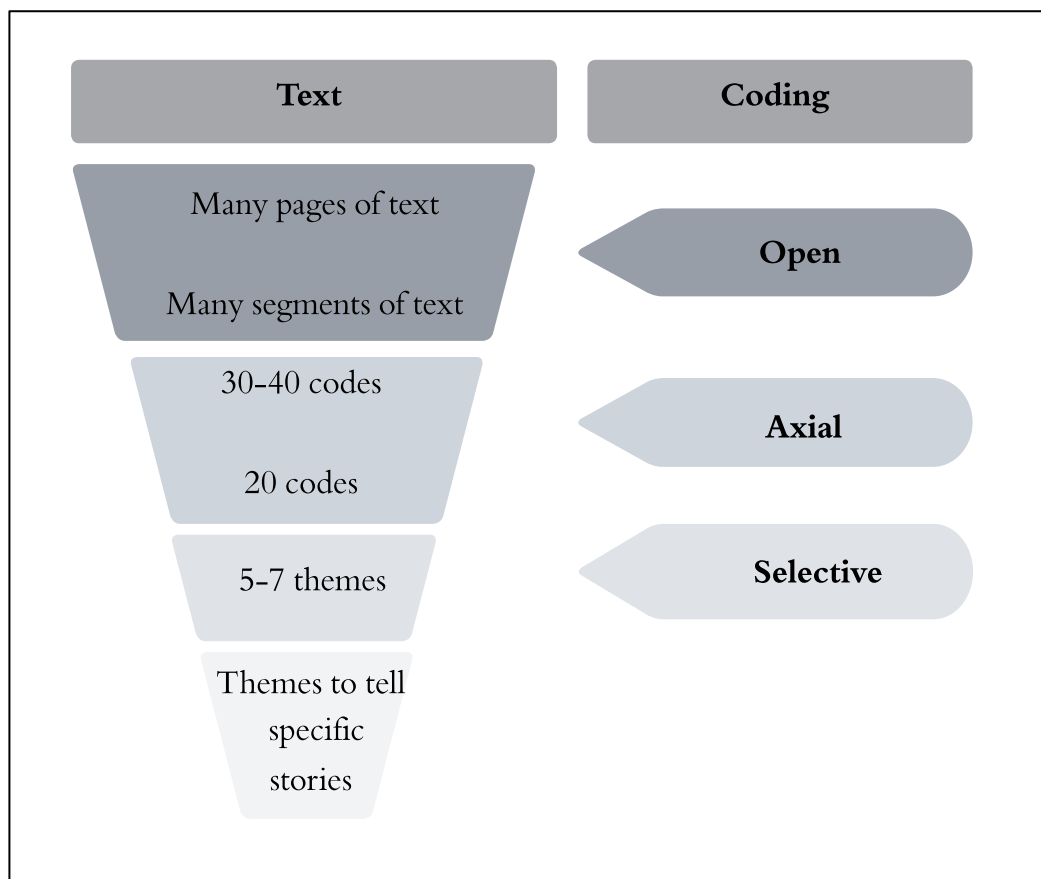 Text
Coding
Many pages of text
Many segments of text
Open
30-40 codes
20 codes
Axial
5-7 themes
Selective
Themes to tell
specific
stories